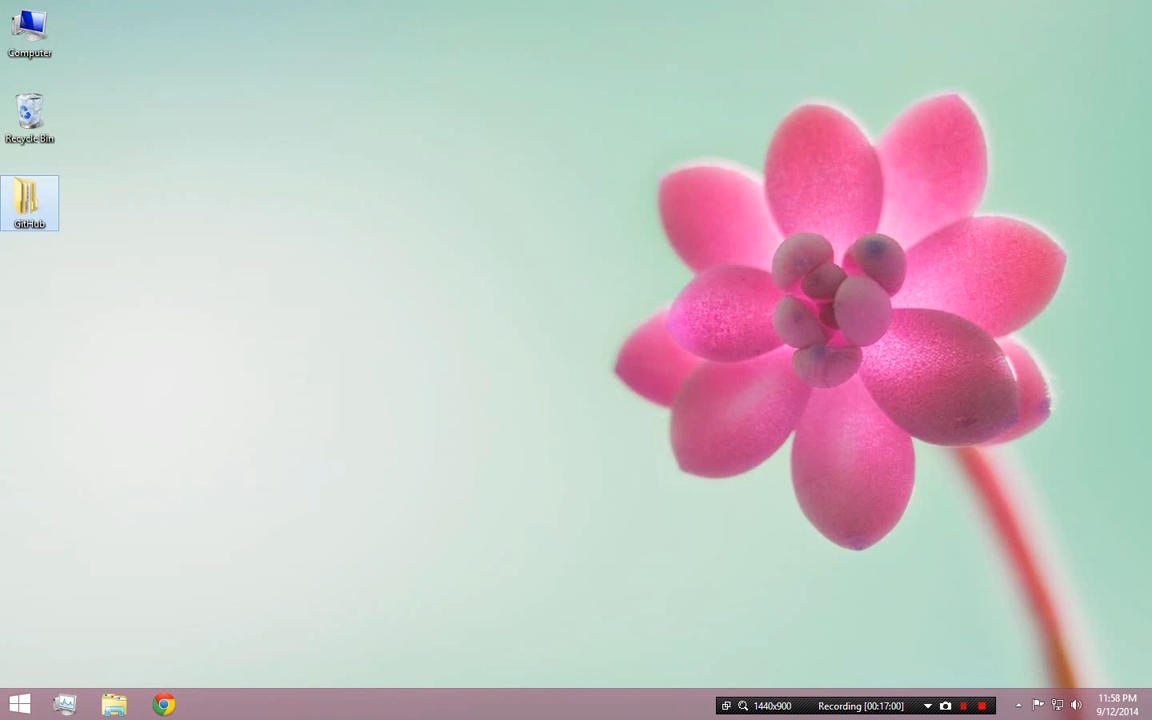 Computer
Recycle Bin
GitHub
1440x900
Recording [00:17:00]
11:58 PM
9/12/2014